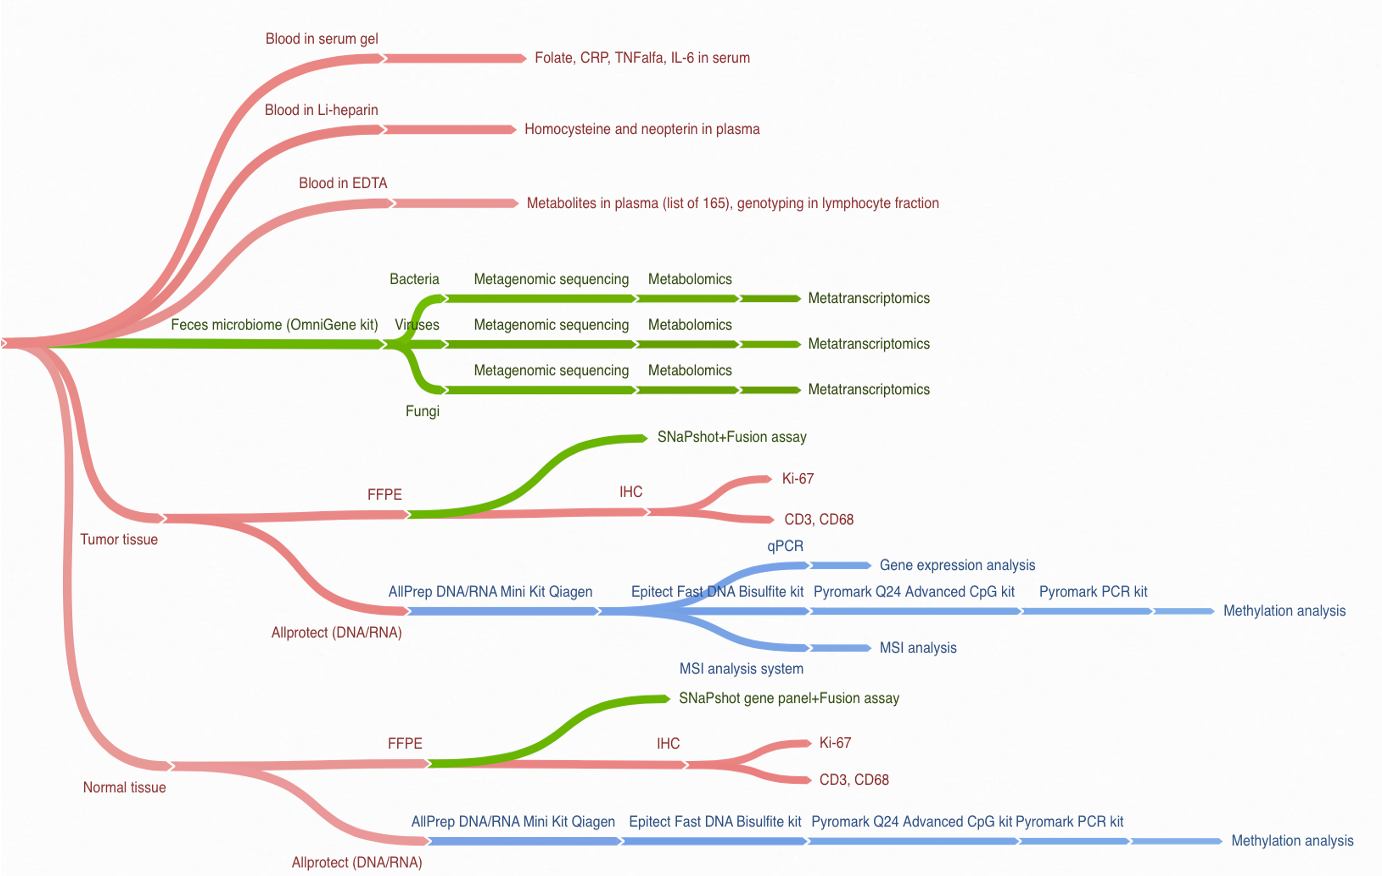 Blood in serum gel
Folate, CRP, TNFalfa, IL-6 in serum
Blood in Li-heparin
Homocysteine and neopterin in plasma
Blood in EDTA
Metabolites in plasma (list of 165), genotyping in lymphocyte fraction
Bacteria
Metagenomic sequencing
Metabolomics
Metatranscriptomics
Feces microbiome (OmniGene kit)
Viruses
Metagenomic sequencing
Metabolomics
Metatranscriptomics
Metagenomic sequencing
Metabolomics
Metatranscriptomics
Fungi
SNaPshot+Fusion assay
FFPE
IHC
Ki-67
CD3, CD68
Tumor tissue
qPCR
Gene expression analysis
AllPrep DNA/RNA Mini Kit Qiagen
Epitect Fast DNA Bisulfite kit
Pyromark Q24 Advanced CpG kit
Pyromark PCR kit
Methylation analysis
Allprotect (DNA/RNA)
MSI analysis
MSI analysis system
SNaPshot gene panel+Fusion assay
FFPE
IHC
Ki-67
CD3, CD68
Normal tissue
AllPrep DNA/RNA Mini Kit Qiagen
Epitect Fast DNA Bisulfite kit
Pyromark Q24 Advanced CpG kit
Pyromark PCR kit
Methylation analysis
Allprotect (DNA/RNA)